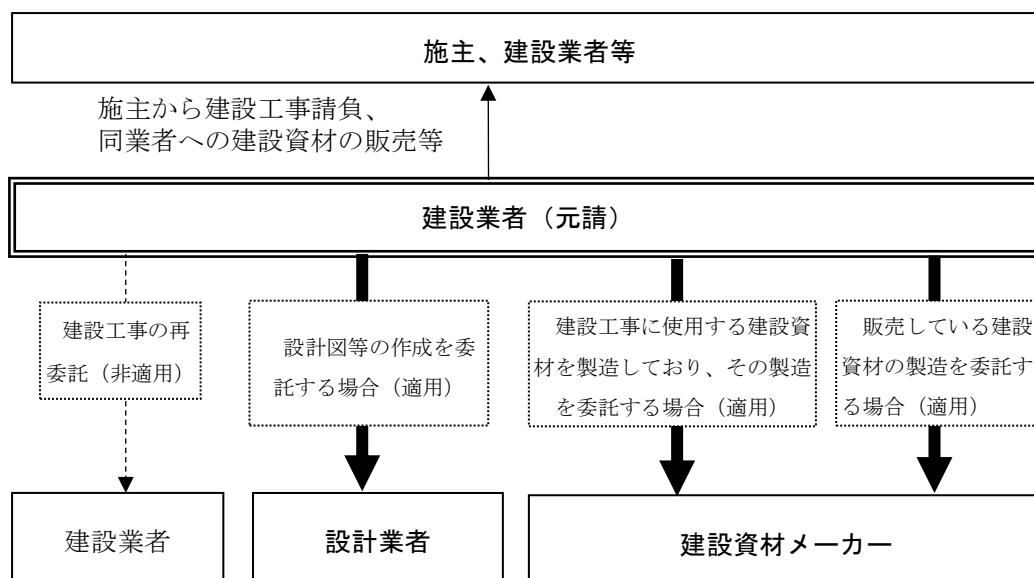 施主、建設業者等
施主から建設工事請負、
同業者への建設資材の販売等
建設業者（元請）
建設工事の再
委託（非適用）
設計図等の作成を委
託する場合（適用）
建設工事に使用する建設資
材を製造しており、その製造
を委託する場合（適用）
販売している建設
資材の製造を委託す
る場合（適用）
建設業者
設計業者
建設資材メーカー